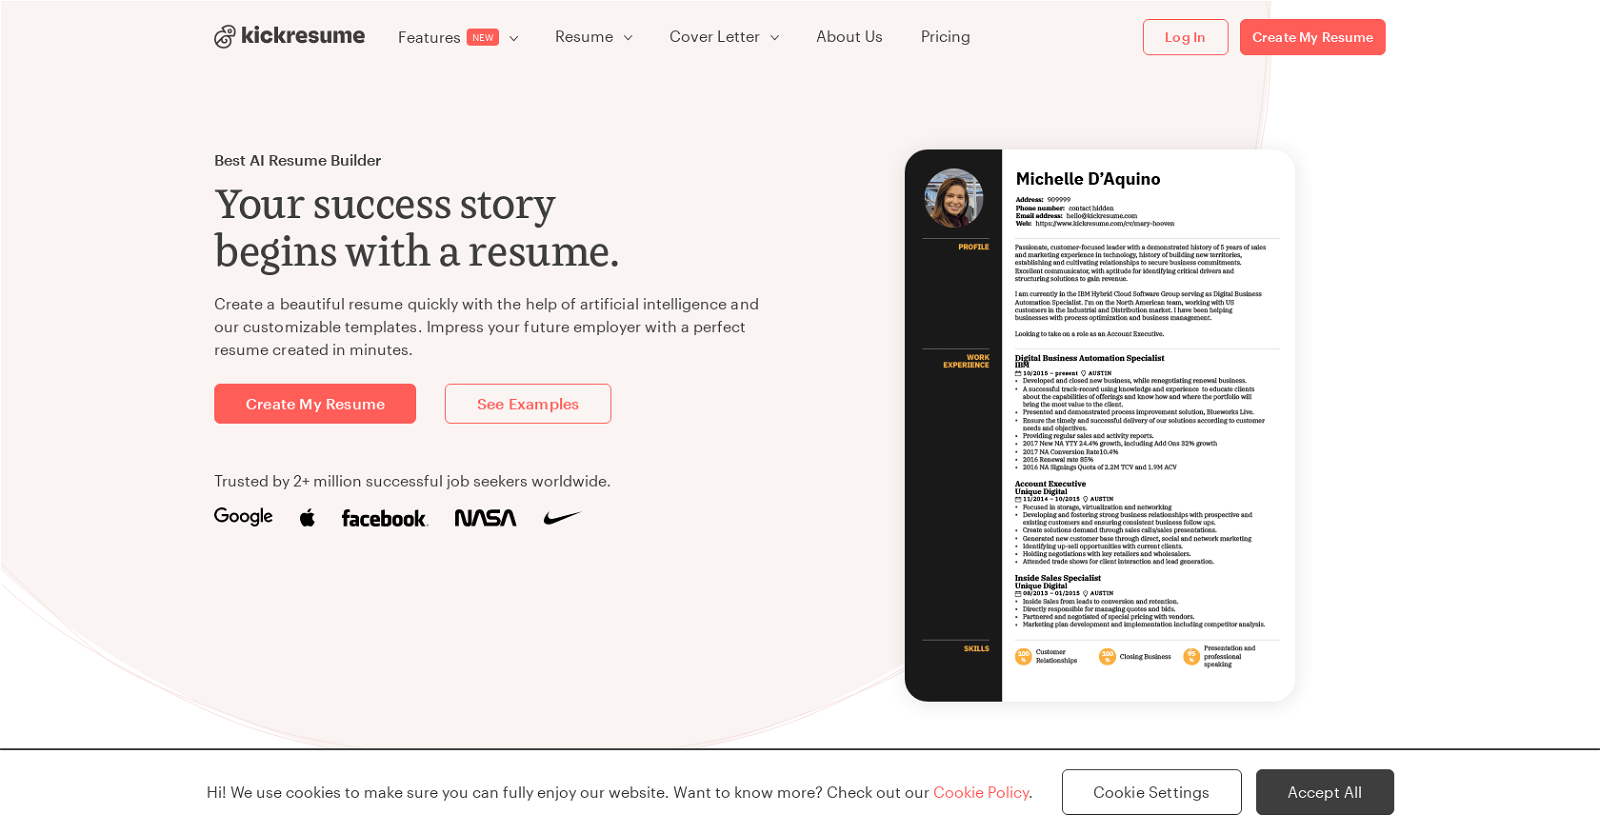 kickresume
Features NEW
Resume
Cover Letter
About Us
Pricing
Log In
Create My Resume
Best AI Resume Builder
Your success story
begins with a resume.
Create a beautiful resume quickly with the help of artificial intelligence and
our customizable templates. Impress your future employer with a perfect
resume created in minutes.
Create My Resume
See Examples
Trusted by 2+ million successful job seekers worldwide.
Google
facebook.
NASA
Michelle D'Aquino
Address: 909999
Phone number: contact hidden
Email address: hello@kickresume.com
Web: https://www.kickresume.com/cv/mary-hooven
PROFILE
Passionate, customer-focused leader with a demonstrated history of 5 years of sales
and marketing experience in technology, history of building new territories,
establishing and cultivating relationships to secure business commitments.
Excellent communicator, with aptitude for identifying critical drivers and
structuring solutions to gain revenue.
I am currently in the IBM Hybrid Cloud Software Group serving as Digital Business
Automation Specialist. I'm on the North American team, working with US
customers in the Industrial and Distribution market. I have been helping
businesses with process optimization and business management.
Looking to take on a role as an Account Executive.
WORK
EXPERIENCE
Digital Business Automation Specialist
IBM
10/2015 – present AUSTIN
• Developed and closed new business, while renegotiating renewal business.
• A successful track-record using knowledge and experience to educate clients
about the capabilities of offerings and know how and where the portfolio will
bring the most value to the client.
• Presented and demonstrated process improvement solution, Blueworks Live.
• Ensure the timely and successful delivery of our solutions according to customer
needs and objectives.
• Providing regular sales and activity reports.
• 2017 New NA YTY 24.4% growth, including Add Ons 32% growth
• 2017 NA Conversion Rate10.4%
• 2016 Renewal rate 85%
• 2016 NA Signings Quota of 2.2M TCV and 1.9M ACV
Account Executive
Unique Digital
11/2014 – 10/2015 AUSTIN
• Focused in storage, virtualization and networking
• Developing and fostering strong business relationships with prospective and
existing customers and ensuring consistent business follow ups.
• Create solutions demand through sales calls/sales presentations.
• Generated new customer base through direct, social and network marketing
• Identifying up-sell opportunities with current clients.
• Holding negotiations with key retailers and wholesalers.
• Attended trade shows for client interaction and lead generation.
Inside Sales Specialist
Unique Digital
08/2013 – 01/2015 AUSTIN
• Inside Sales from leads to conversion and retention.
• Directly responsible for managing quotes and bids.
• Partnered and negotiated of special pricing with vendors.
• Marketing plan development and implementation including competitor analysis.
SKILLS
100 %
Customer
Relationships
100 %
Closing Business
95 %
Presentation and
professional
speaking
Hi! We use cookies to make sure you can fully enjoy our website. Want to know more? Check out our Cookie Policy.
Cookie Settings
Accept All